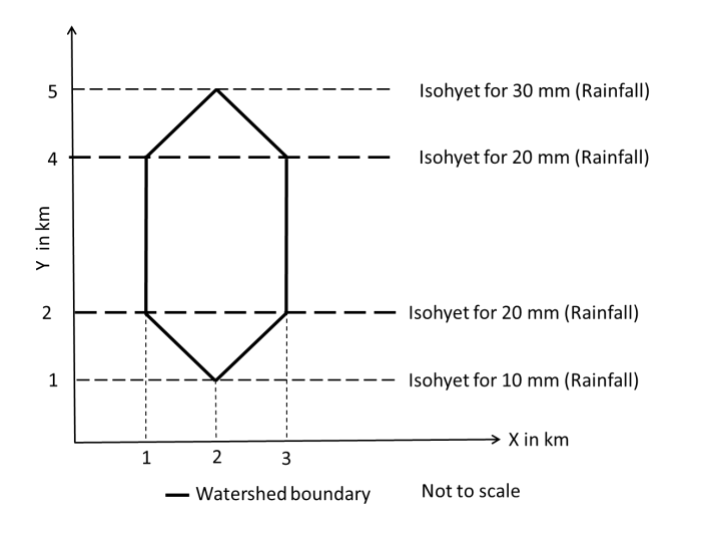 5
Isohyet for 30 mm (Rainfall)
4
Isohyet for 20 mm (Rainfall)
Y in km
2
Isohyet for 20 mm (Rainfall)
1
Isohyet for 10 mm (Rainfall)
X in km
1 2 3
Watershed boundary
Not to scale